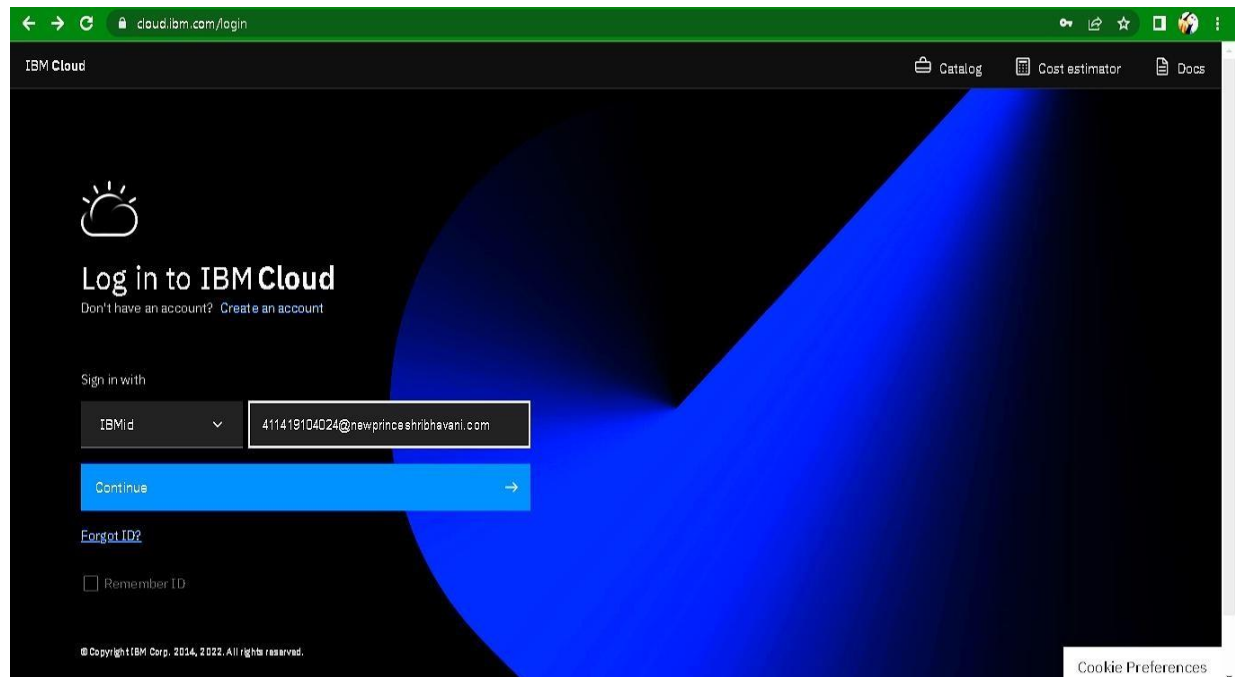 cloud.ibm.com/login
IBM Cloud
Catalog
Cost estimator
Docs
Log in to IBM Cloud
Don't have an account? Create an account
Sign in with
IBMid
411419104024@newprinceshribhavani.com
Continue
Forgot ID?
Remember ID
© Copyright IBM Corp. 2014, 2022. All rights reserved.
Cookie Preferences